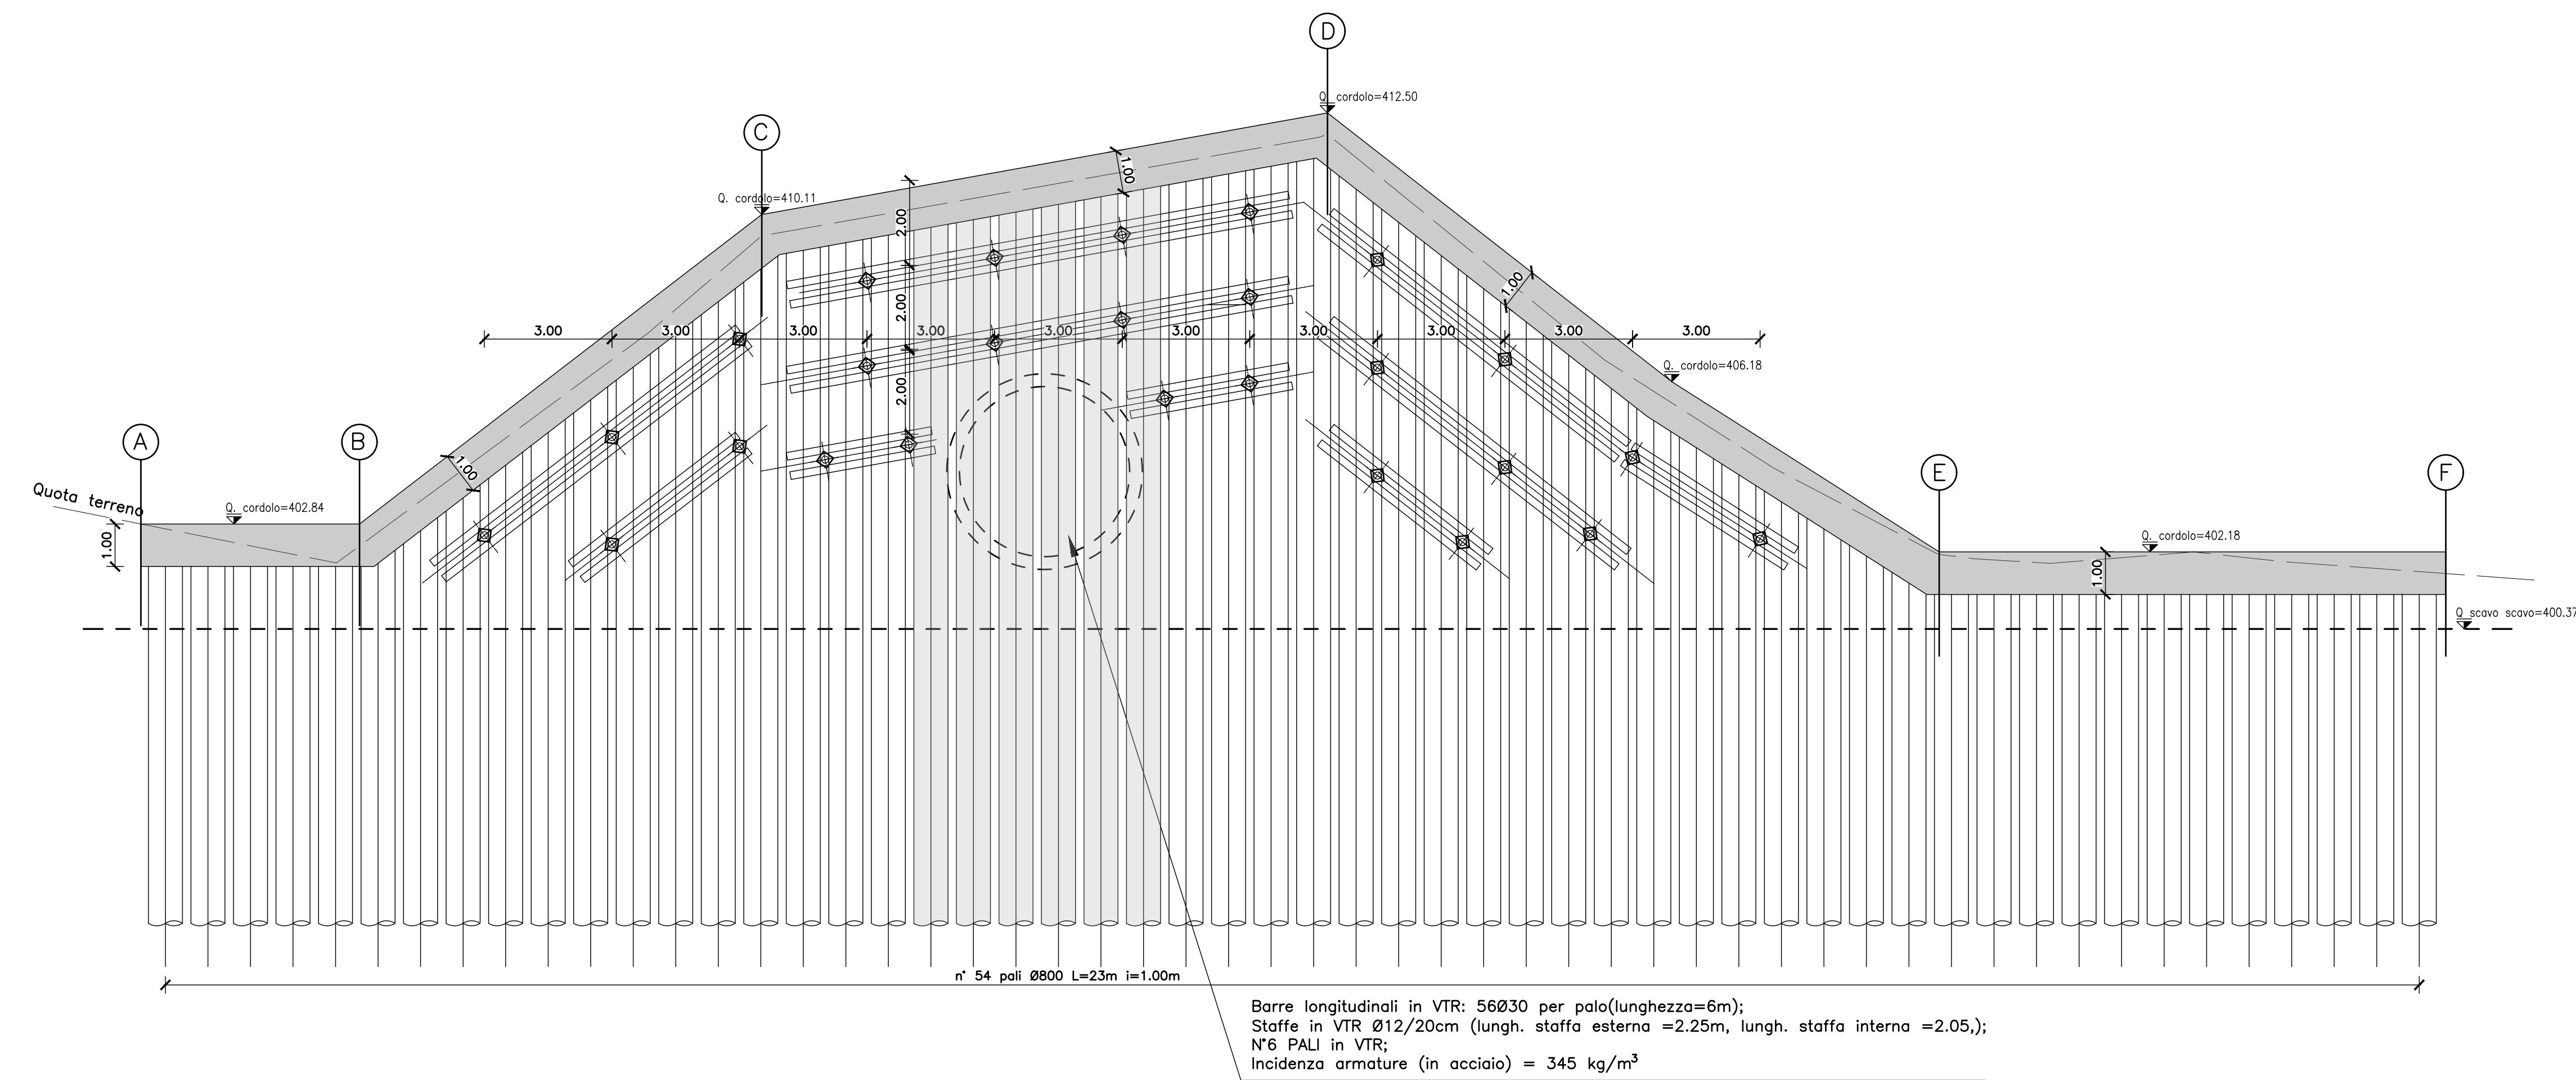 D
Q. cordolo=412.50
C
Q. cordolo=410.11
1.00
2.00
1.00
2.00
3.00 3.00 3.00 3.00 3.00 3.00 3.00 3.00 3.00 3.00
Q. cordolo=406.18
2.00
A
B
1.00
E
F
Quota terreno
Q. cordolo=402.84
1.00
Q. cordolo=402.18
1.00
Q scavo scavo=400.37
n° 54 pali Ø800 L=23m i=1.00m
Barre longitudinali in VTR: 56Ø30 per palo(lunghezza=6m);
Staffe in VTR Ø12/20cm (lungh. staffa esterna =2.25m, lungh. staffa interna =2.05,);
N°6 PALI in VTR;
Incidenza armature (in acciaio) = 345 kg/m³